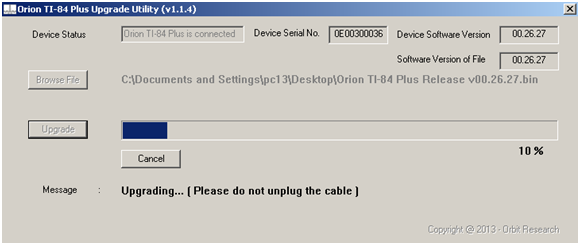 Orion TI-84 Plus Upgrade Utility (v1.1.4)
Device Status Orion TI-84 Plus is connected Device Serial No. 0E00300036 Device Software Version 00.26.27
Software Version of File 00.26.27
Browse File C:\Documents and Settings\pc13\Desktop\Orion TI-84 Plus Release v00.26.27.bin
Upgrade
10 %
Cancel
Message : Upgrading... ( Please do not unplug the cable )
Copyright @ 2013 - Orbit Research